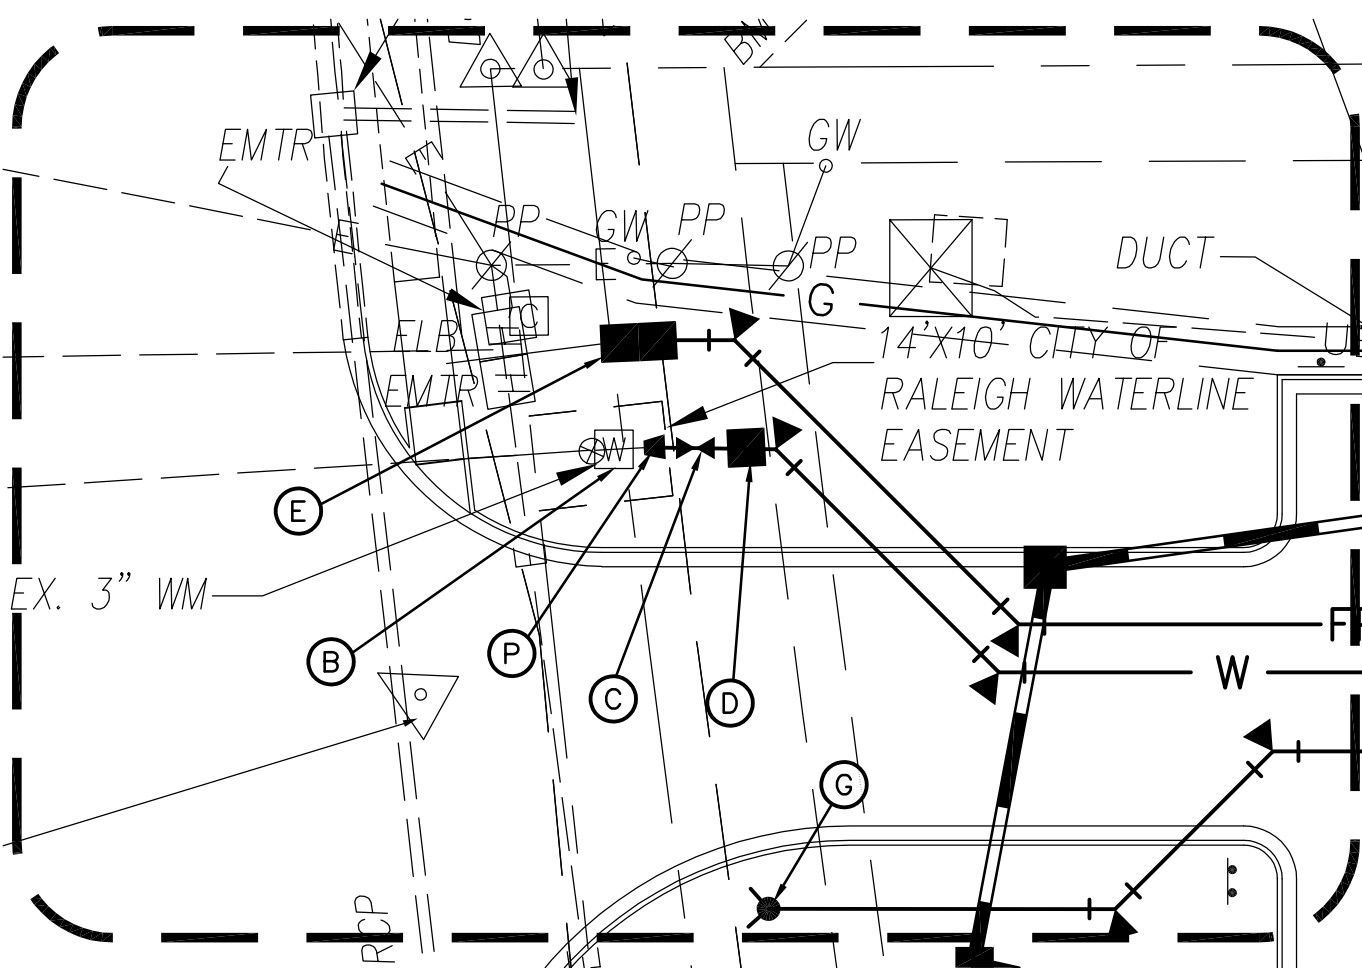 GW
EMTR
PP
GW
PP
PP
DUCT
G
C
ELB
14'X10' CITY OF
RALEIGH WATERLINE
EASEMENT
EMTR
W
E
EX. 3" WM
B
P
C
D
W
G
RCP